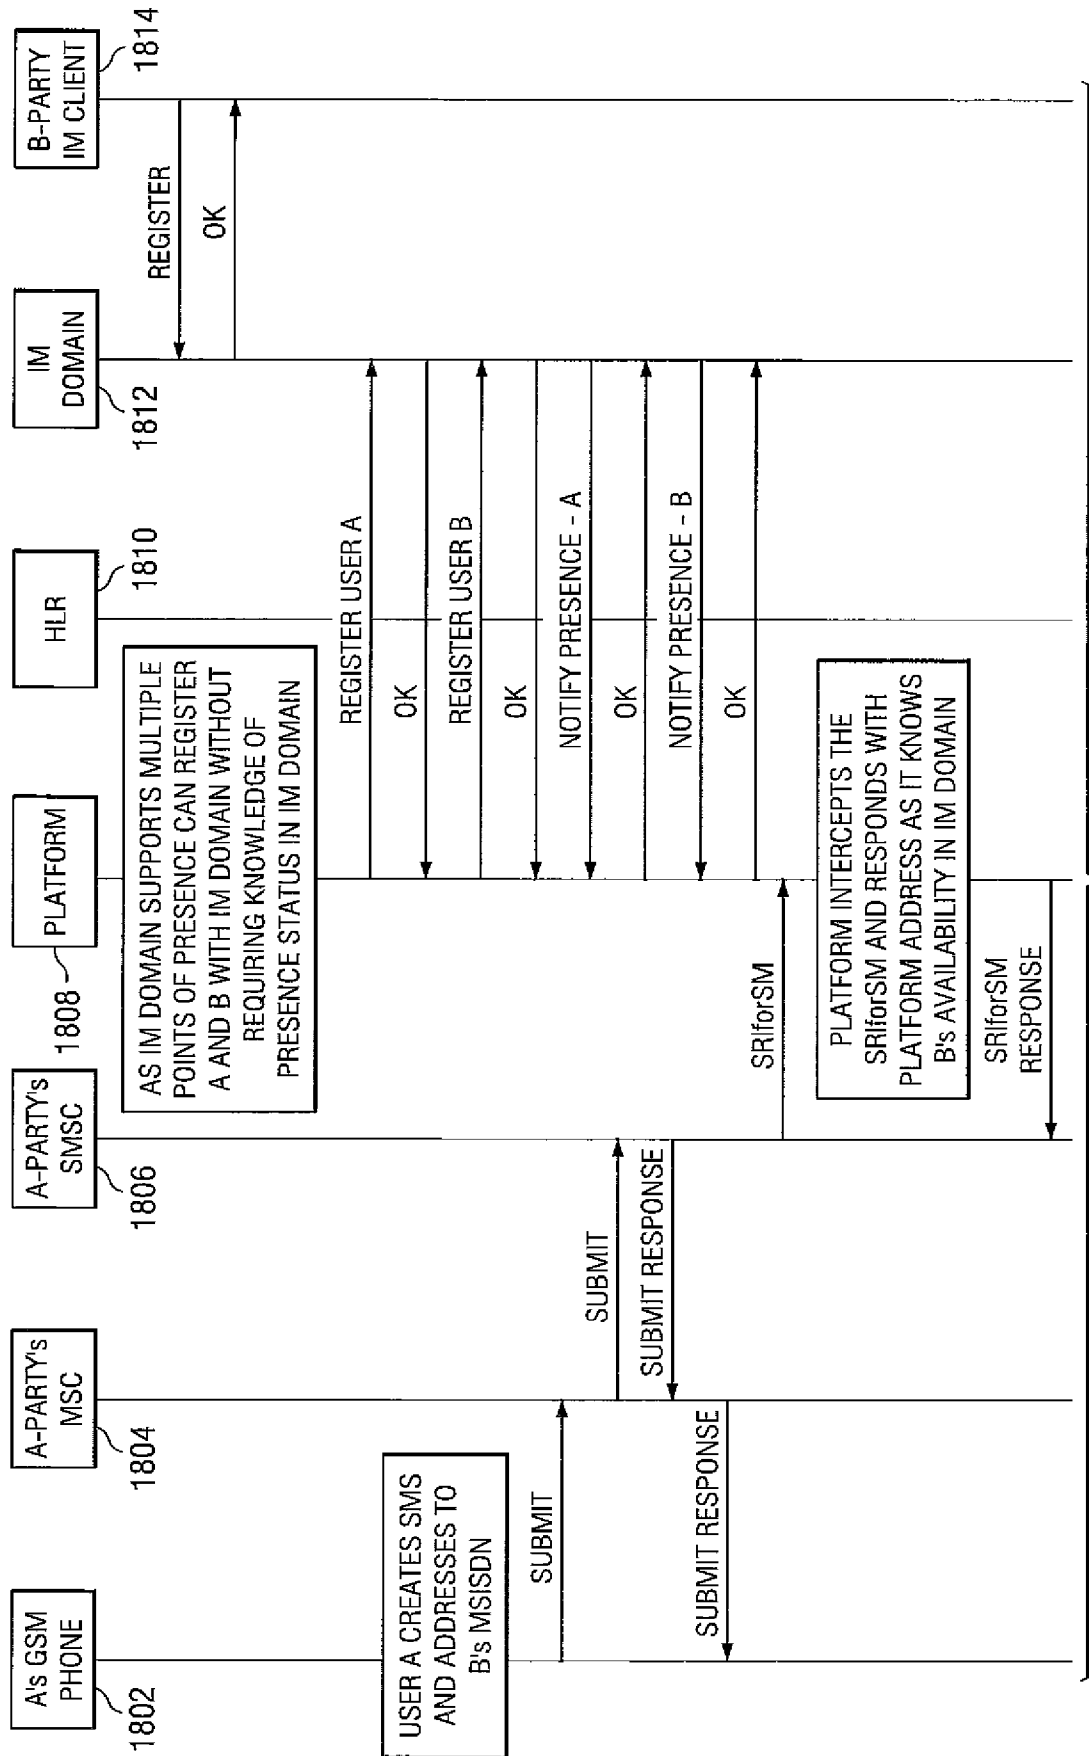 A's GSM
PHONE
1802
A-PARTY's
MSC
1804
A-PARTY's
SMSC
1806
PLATFORM
1808
HLR
1810
IM
DOMAIN
1812
B-PARTY
IM CLIENT
1814
REGISTER
OK
AS IM DOMAIN SUPPORTS MULTIPLE
POINTS OF PRESENCE CAN REGISTER
A AND B WITH IM DOMAIN WITHOUT
REQUIRING KNOWLEDGE OF
PRESENCE STATUS IN IM DOMAIN
REGISTER USER A
OK
REGISTER USER B
OK
NOTIFY PRESENCE - A
OK
NOTIFY PRESENCE - B
OK
USER A CREATES SMS
AND ADDRESSES TO
B's MSISDN
SUBMIT
SUBMIT
SUBMIT RESPONSE
SUBMIT RESPONSE
SRIforSM
PLATFORM INTERCEPTS THE
SRIforSM AND RESPONDS WITH
PLATFORM ADDRESS AS IT KNOWS
B's AVAILABILITY IN IM DOMAIN
SRIforSM
RESPONSE